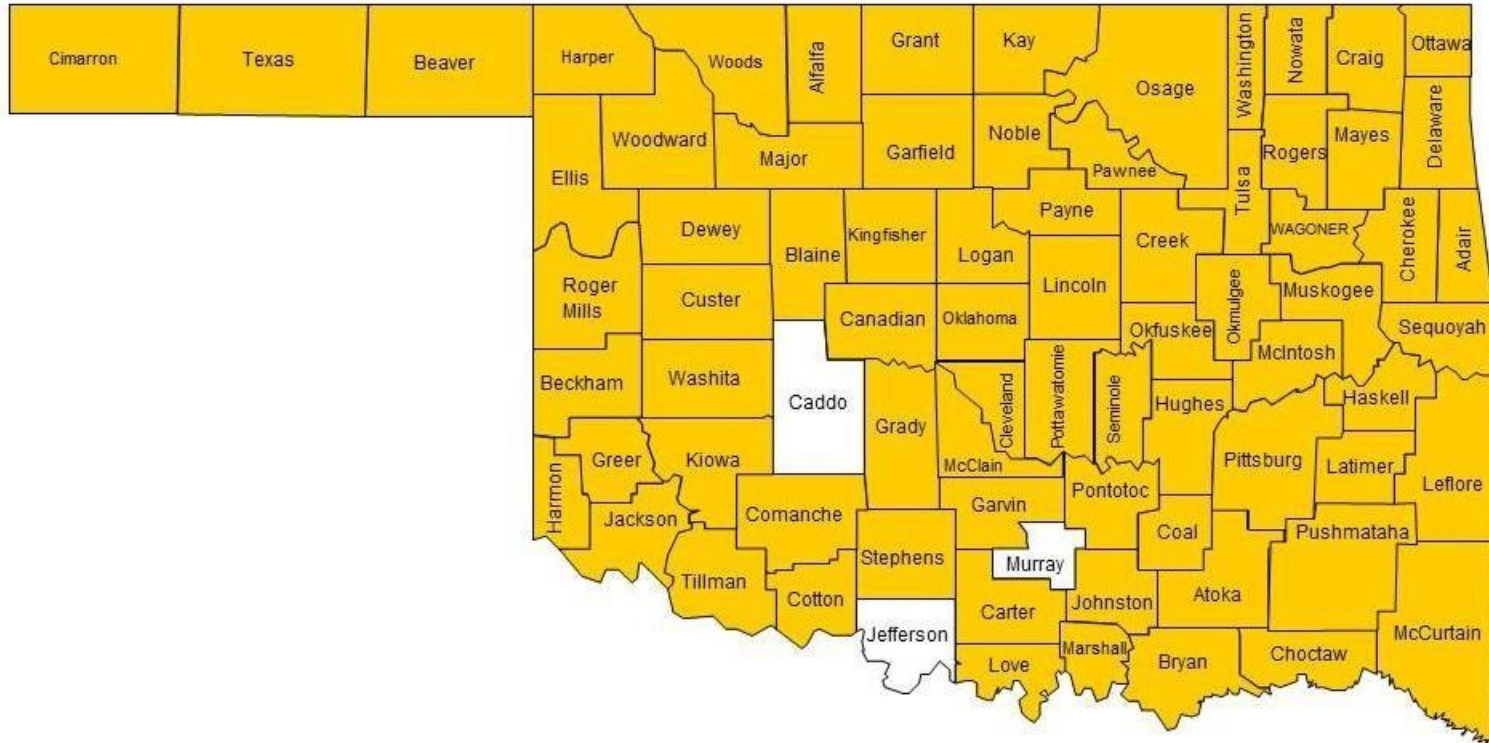 Cimarron
Texas
Beaver
Harper
Woods
Alfalfa
Grant
Kay
Osage
Washington
Nowata
Craig
Ottawa
Ellis
Woodward
Major
Garfield
Noble
Pawnee
Tulsa
Rogers
Mayes
Delaware
Dewey
Blaine
Kingfisher
Logan
Payne
Creek
WAGONER
Cherokee
Adair
Roger
Mills
Custer
Canadian
Oklahoma
Lincoln
Okfuskee
Okmulgee
Muskogee
Sequoyah
Beckham
Washita
Caddo
Grady
McClain
Cleveland
Pottawatomie
Seminole
Hughes
McIntosh
Haskell
Harmon
Greer
Kiowa
Comanche
Garvin
Pontotoc
Pittsburg
Latimer
Leflore
Jackson
Tillman
Cotton
Stephens
Murray
Coal
Pushmataha
Jefferson
Carter
Johnston
Atoka
McCurtain
Love
Marshall
Bryan
Choctaw